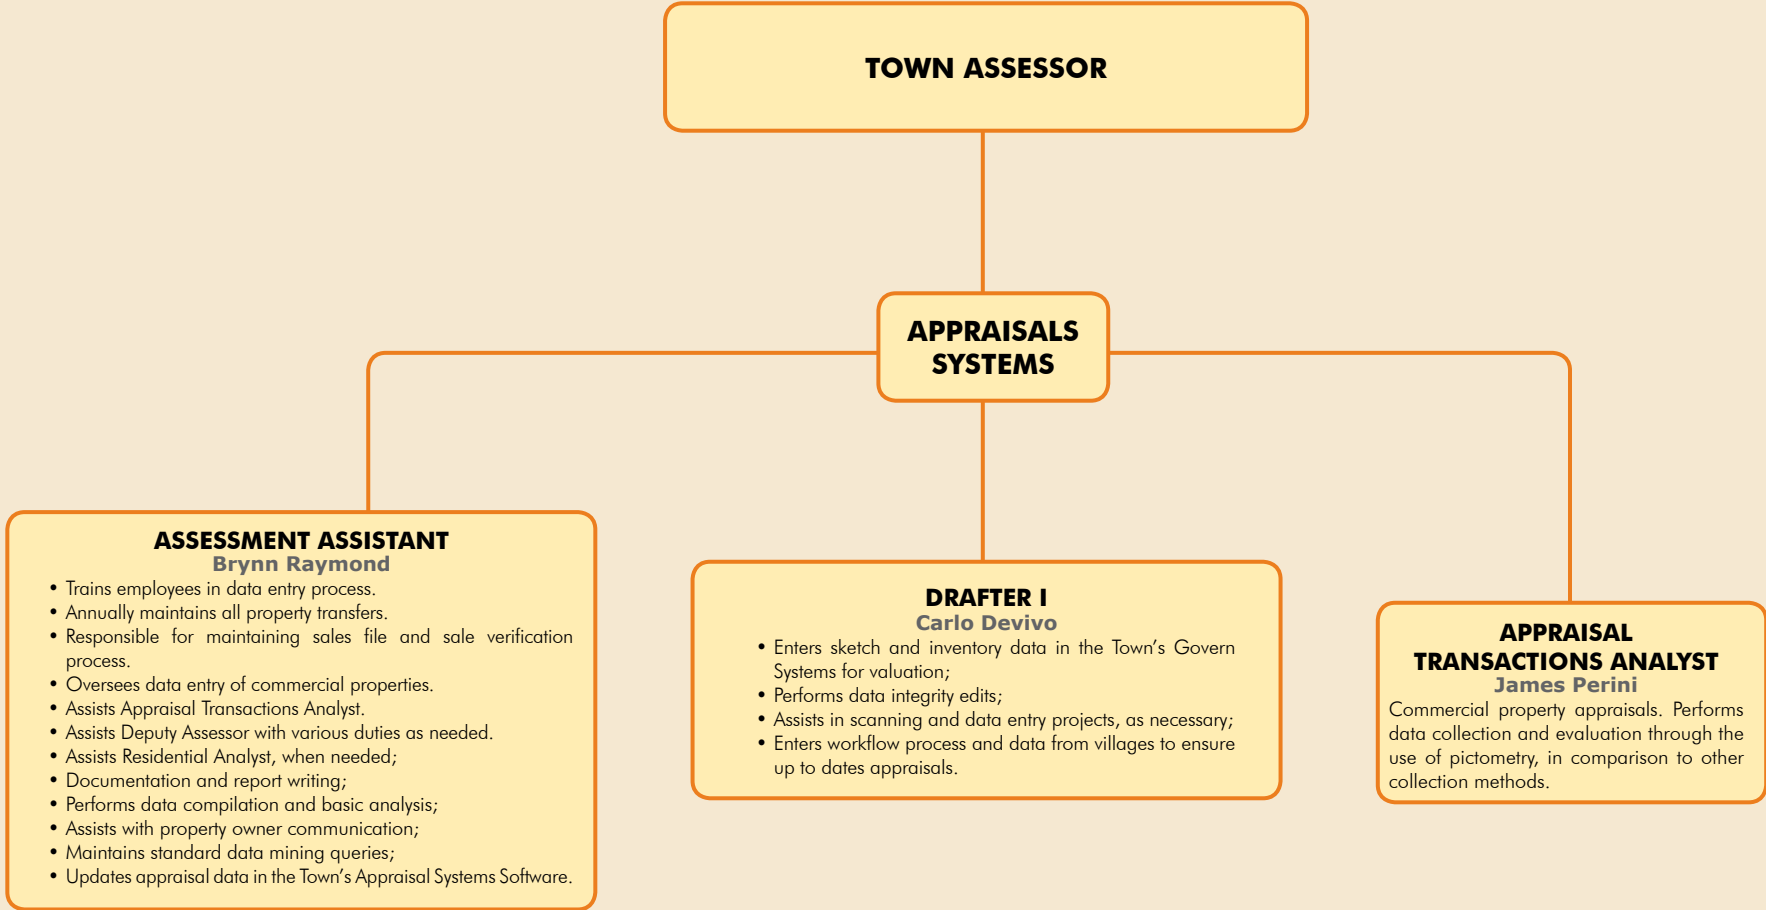 TOWN ASSESSOR
APPRAISALS
SYSTEMS
ASSESSMENT ASSISTANT
Brynn Raymond
• Trains employees in data entry process.
• Annually maintains all property transfers.
• Responsible for maintaining sales file and sale verification
process.
• Oversees data entry of commercial properties.
• Assists Appraisal Transactions Analyst.
• Assists Deputy Assessor with various duties as needed.
• Assists Residential Analyst, when needed;
• Documentation and report writing;
• Performs data compilation and basic analysis;
• Assists with property owner communication;
• Maintains standard data mining queries;
• Updates appraisal data in the Town’s Appraisal Systems Software.
DRAFTER I
Carlo Devivo
• Enters sketch and inventory data in the Town’s Govern
Systems for valuation;
• Performs data integrity edits;
• Assists in scanning and data entry projects, as necessary;
• Enters workflow process and data from villages to ensure
up to dates appraisals.
APPRAISAL
TRANSACTIONS ANALYST
James Perini
Commercial property appraisals. Performs
data collection and evaluation through the
use of pictometry, in comparison to other
collection methods.